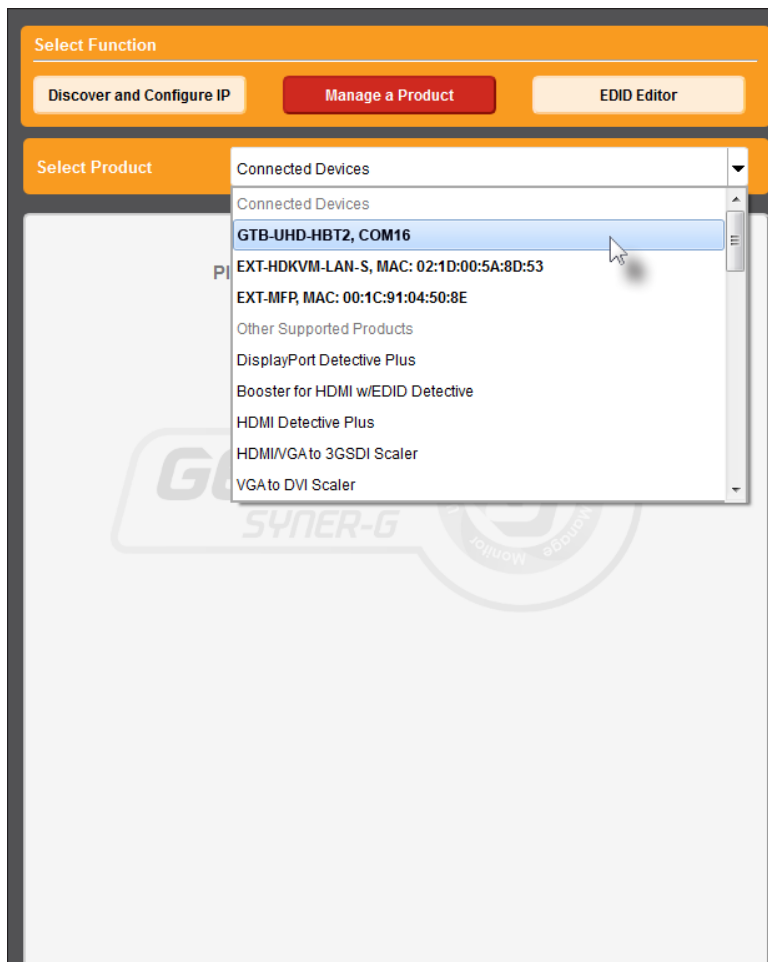 Select Function
Discover and Configure IP
Manage a Product
EDID Editor
Select Product
Connected Devices
Connected Devices
GTB-UHD-HBT2, COM16
EXT-HDKVM-LAN-S, MAC: 02:1D:00:5A:8D:53
EXT-MFP, MAC: 00:1C:91:04:50:8E
Other Supported Products
DisplayPort Detective Plus
Booster for HDMI w/EDID Detective
HDMI Detective Plus
HDMI/VGA to 3GSDI Scaler
VGA to DVI Scaler
SYNER-G
Monitor
Manage